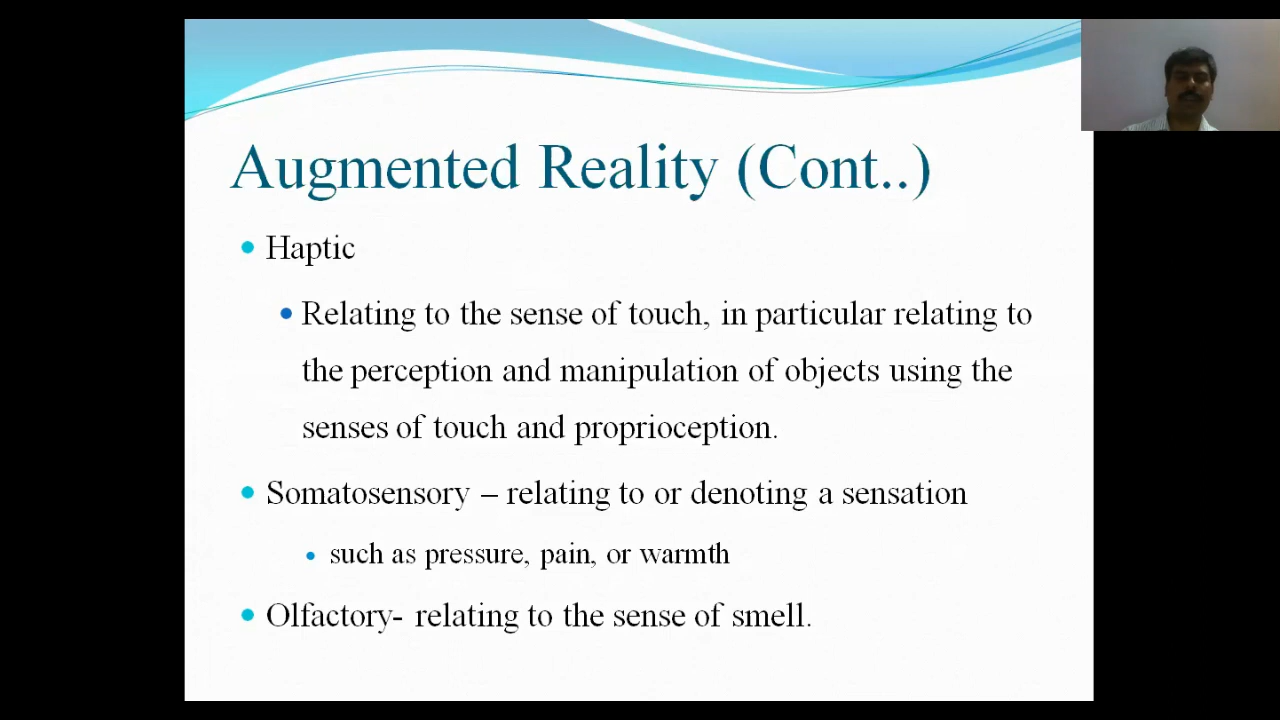 Augmented Reality (Cont..)
Haptic
Relating to the sense of touch, in particular relating to
the perception and manipulation of objects using the
senses of touch and proprioception.
Somatosensory – relating to or denoting a sensation
such as pressure, pain, or warmth
Olfactory- relating to the sense of smell.